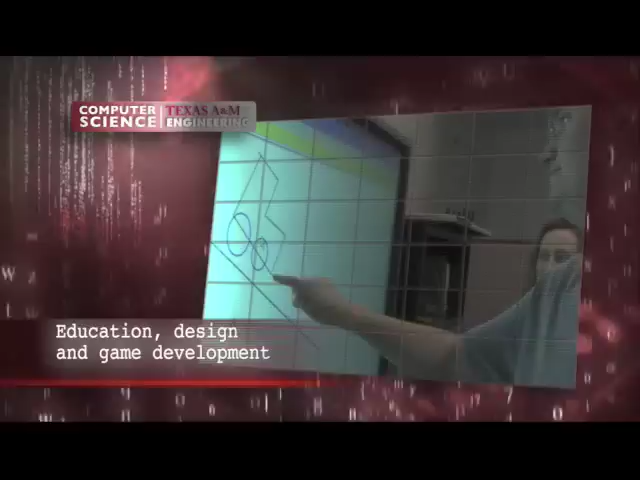 COMPUTER SCIENCE
TEXAS A&M ENGINEERING
Education, design
and game development